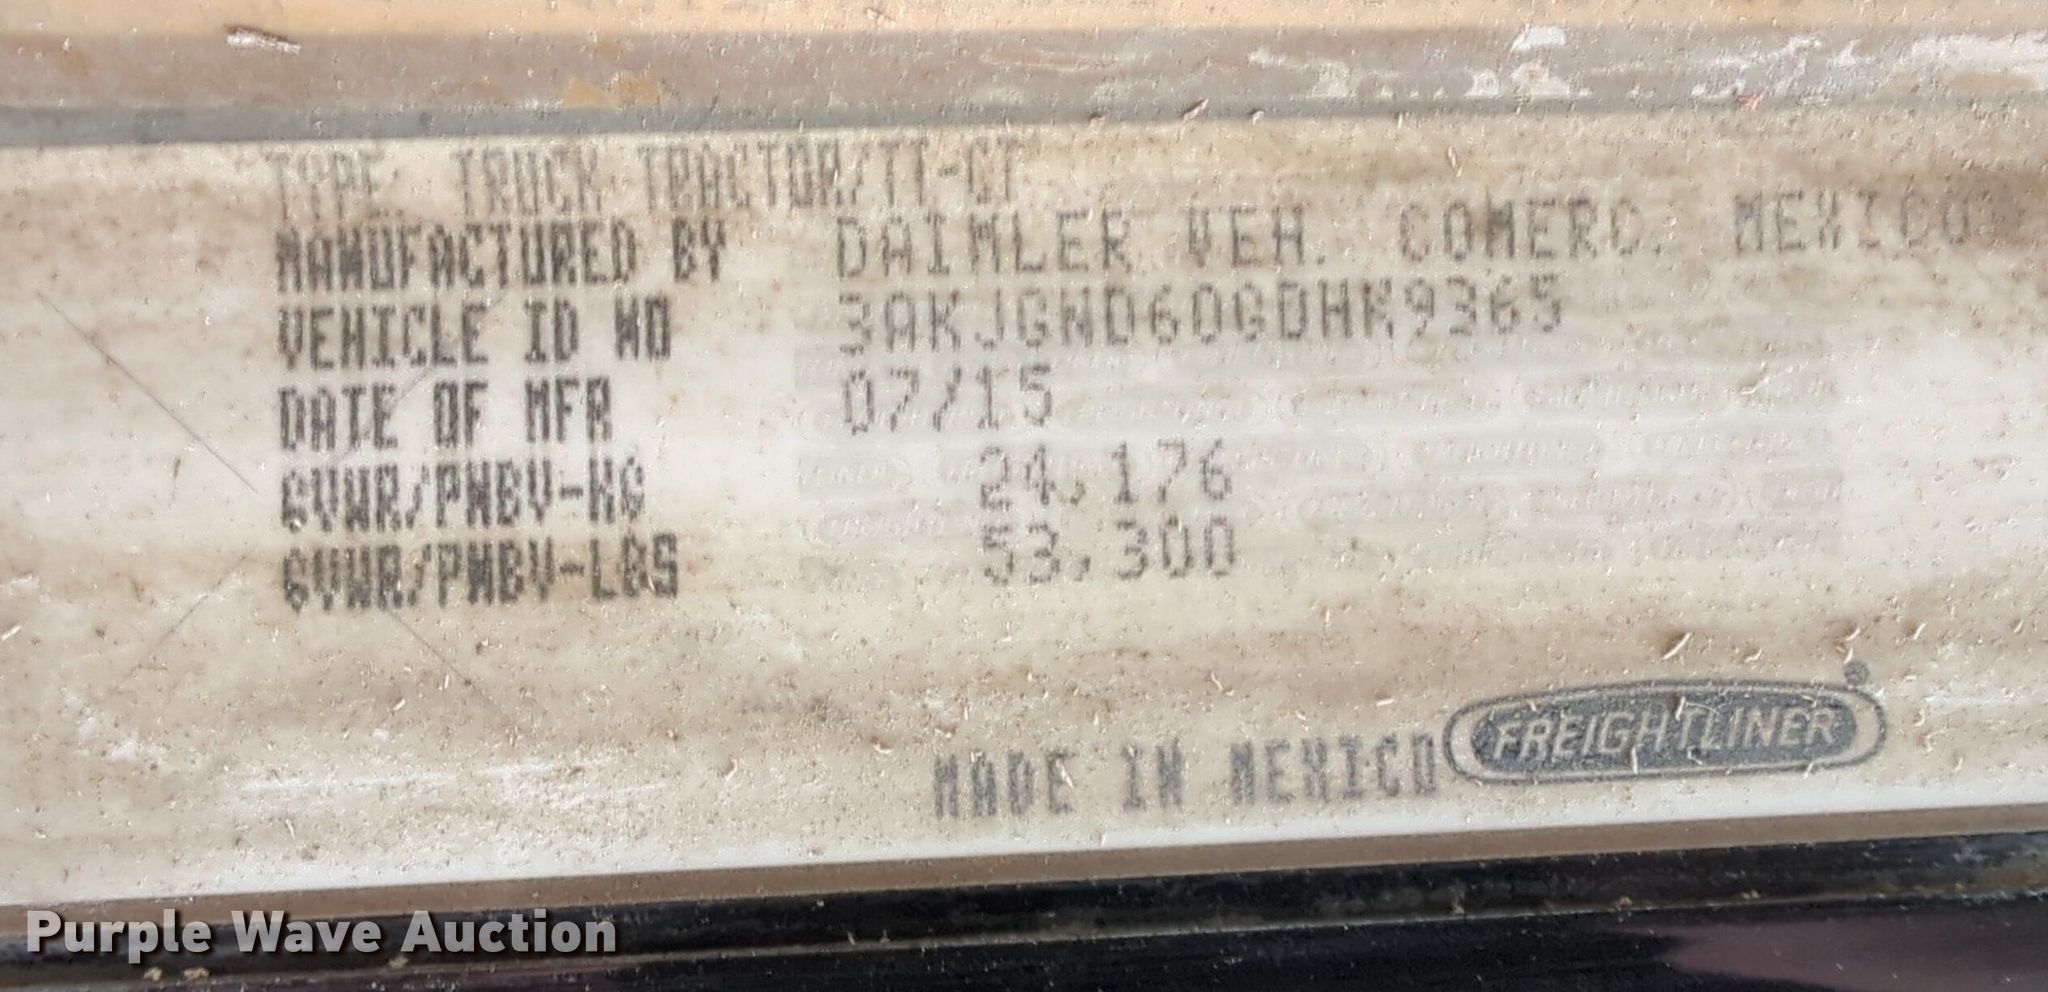 TYPE: TRUCK TRACTOR/TT-CT
MANUFACTURED BY DAIMLER VEH. COMERC. MEXICO
VEHICLE ID NO 3AKJGND60GDHK9365
DATE OF MFR 07/15
GVWR/PNBV-KG 24,176
GVWR/PNBV-LBS 53,300
MADE IN MEXICO FREIGHTLINER®
Purple Wave Auction